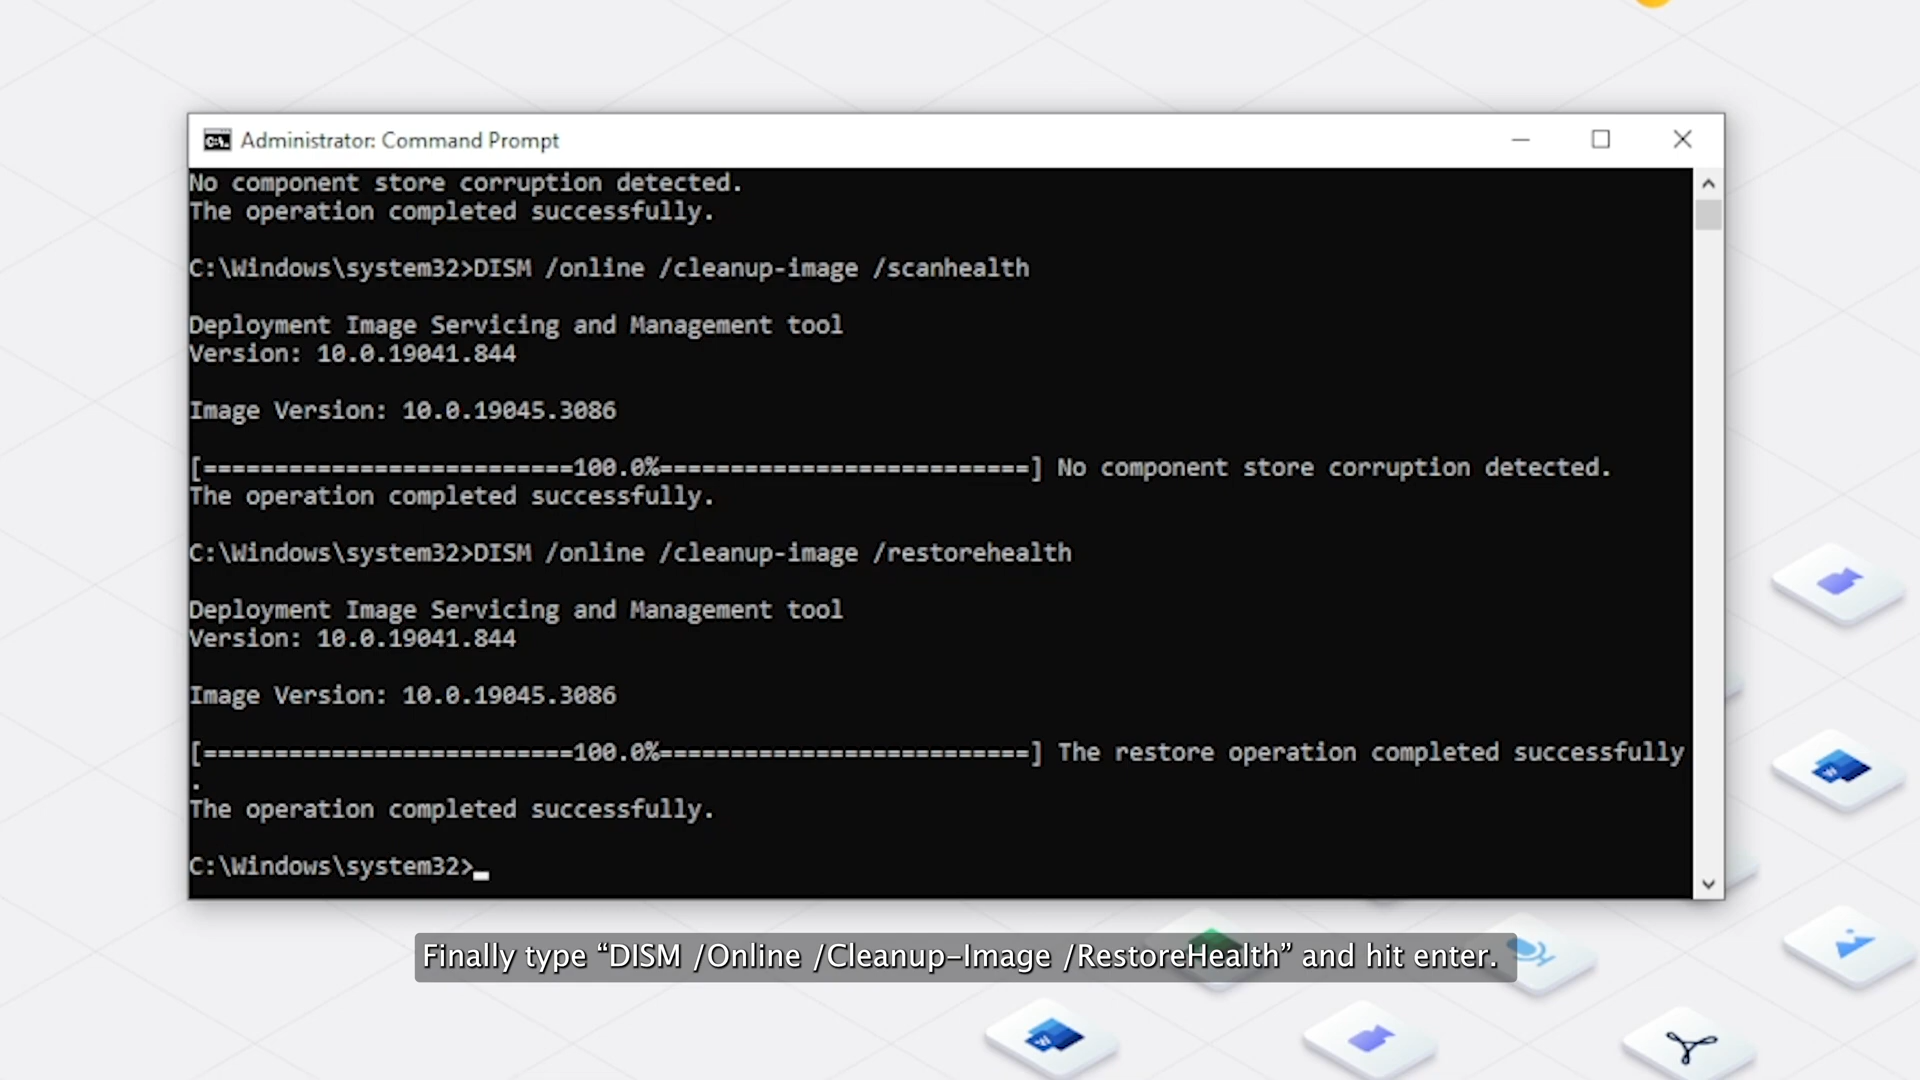 Administrator: Command Prompt
No component store corruption detected.
The operation completed successfully.
C:\Windows\system32>DISM /online /cleanup-image /scanhealth
Deployment Image Servicing and Management tool
Version: 10.0.19041.844
Image Version: 10.0.19045.3086
[==========================100.0%==========================] No component store corruption detected.
The operation completed successfully.
C:\Windows\system32>DISM /online /cleanup-image /restorehealth
Deployment Image Servicing and Management tool
Version: 10.0.19041.844
Image Version: 10.0.19045.3086
[==========================100.0%==========================] The restore operation completed successfully
.
The operation completed successfully.
C:\Windows\system32>
Finally type “DISM /Online /Cleanup-Image /RestoreHealth” and hit enter.
W
W